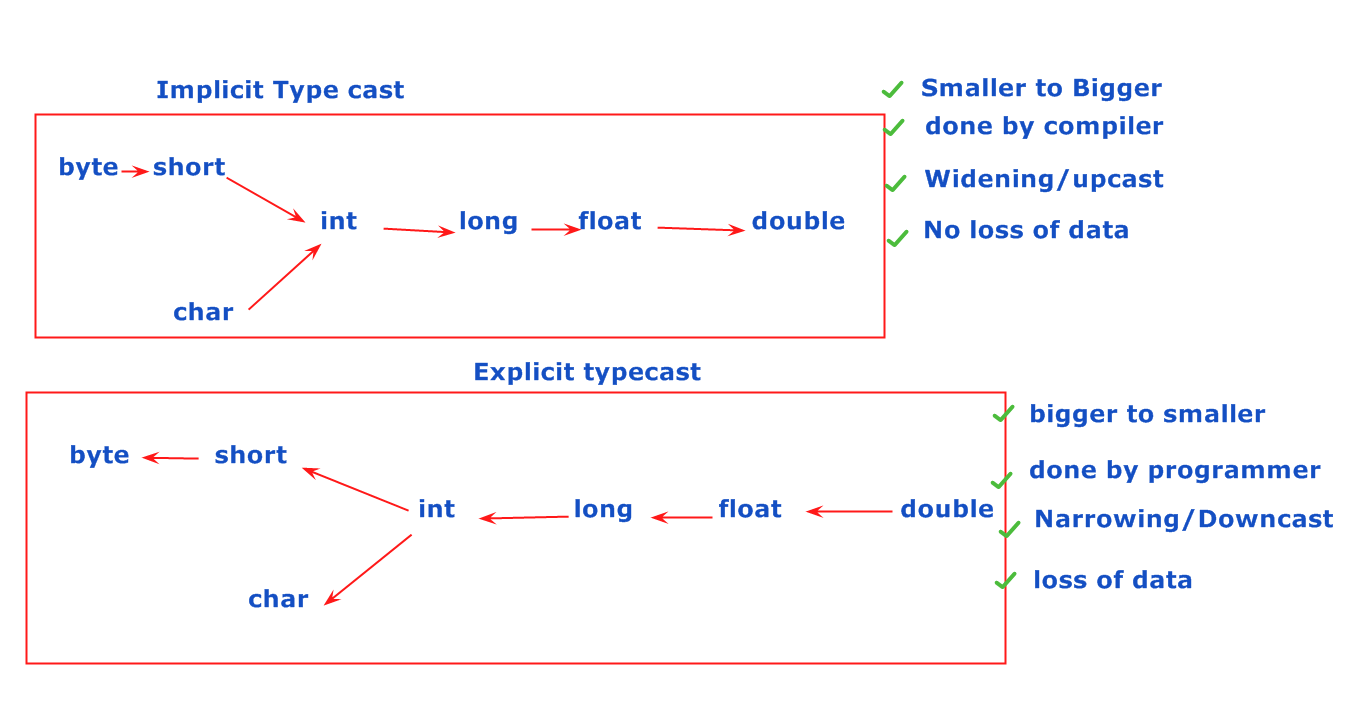 Implicit Type cast
byte short
int long float double
char
Smaller to Bigger
done by compiler
Widening/upcast
No loss of data
Explicit typecast
byte short
int long float double
char
bigger to smaller
done by programmer
Narrowing/Downcast
loss of data